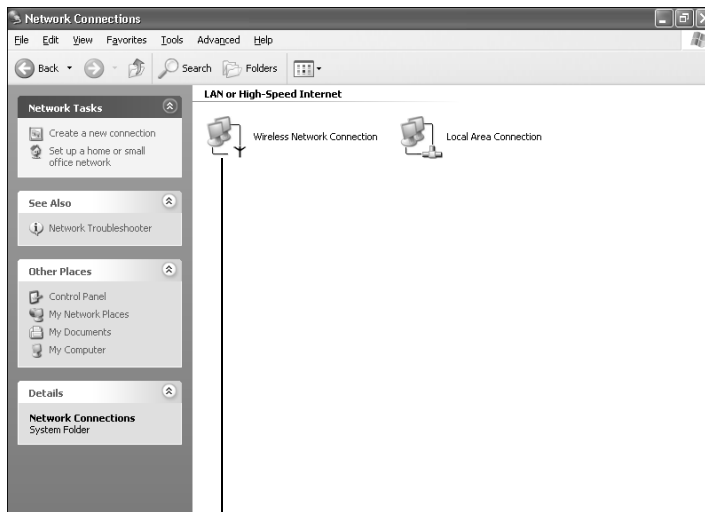 Network Connections
File Edit View Favorites Tools Advanced Help
Back Search Folders
Network Tasks
Create a new connection
Set up a home or small
office network
See Also
Network Troubleshooter
Other Places
Control Panel
My Network Places
My Documents
My Computer
Details
Network Connections
System Folder
LAN or High-Speed Internet
Wireless Network Connection Local Area Connection